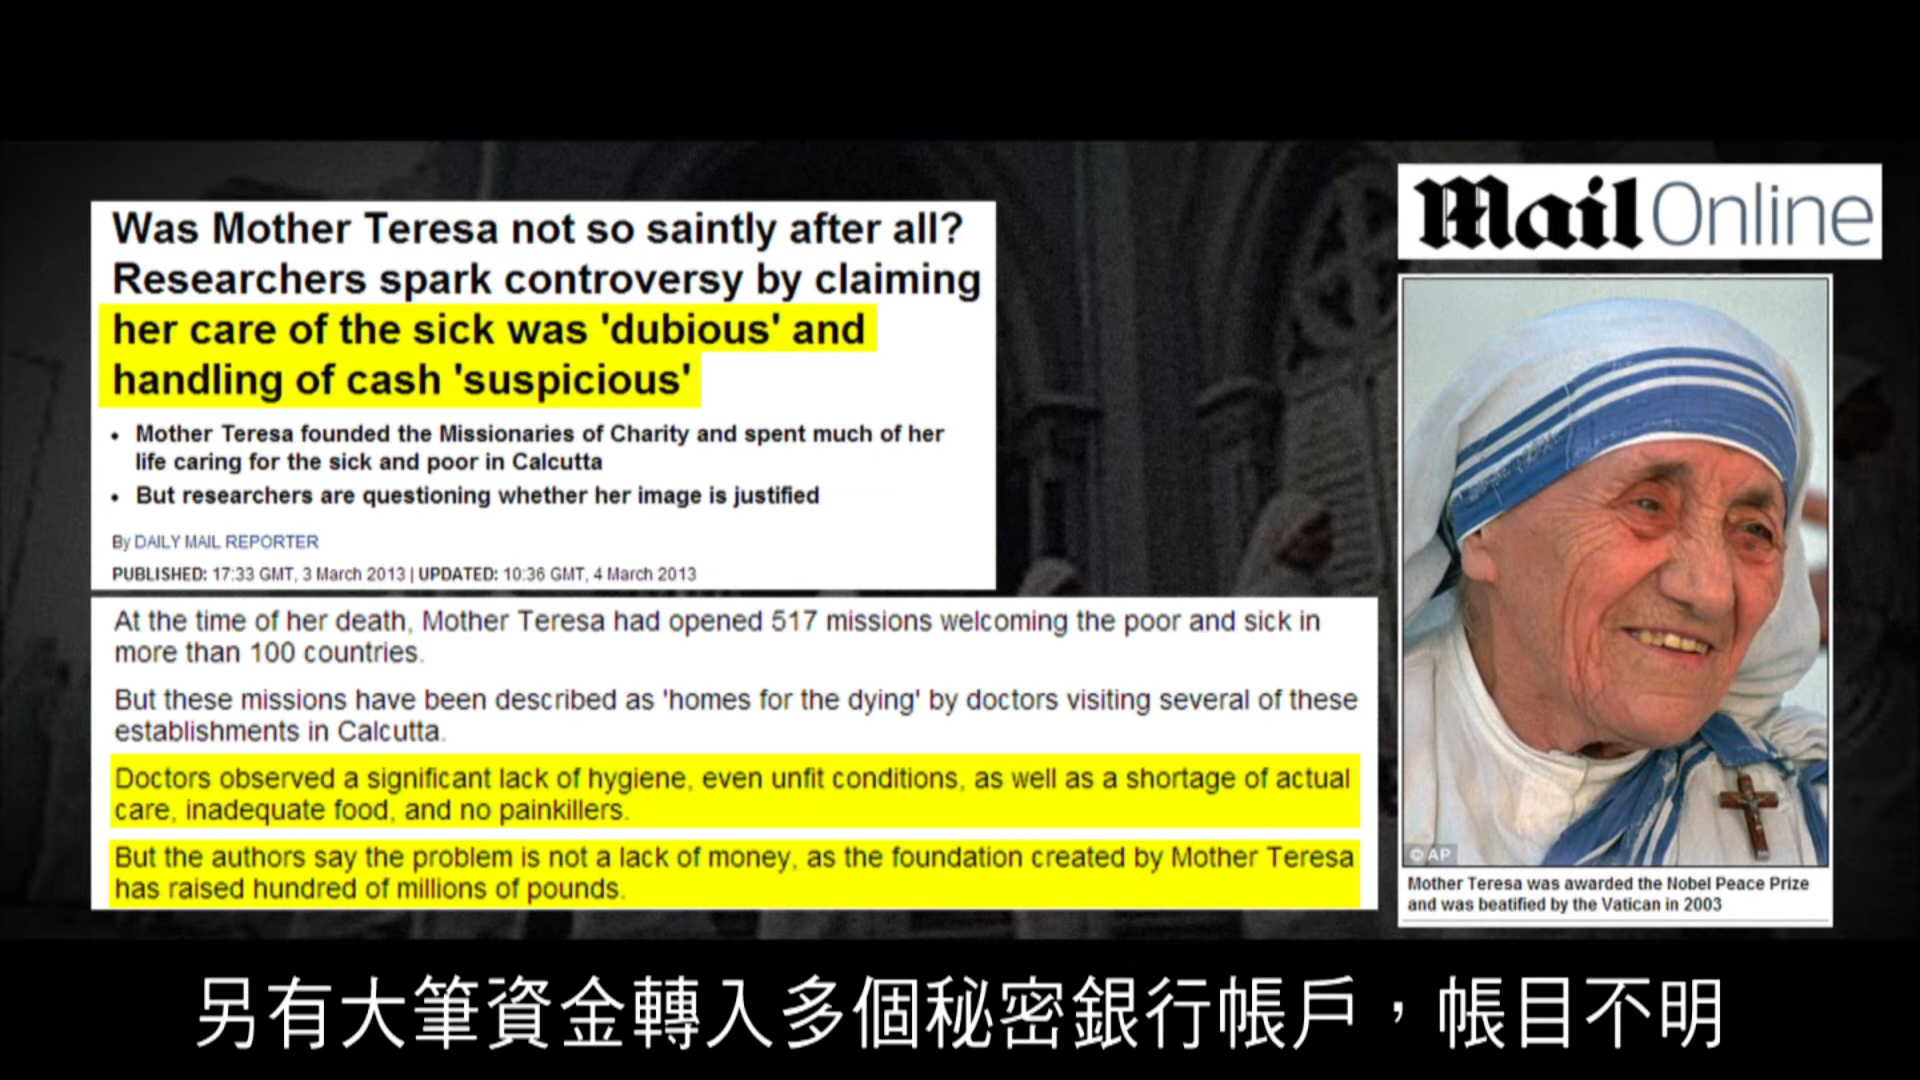 Was Mother Teresa not so saintly after all?
Researchers spark controversy by claiming
her care of the sick was 'dubious' and
handling of cash 'suspicious'
• Mother Teresa founded the Missionaries of Charity and spent much of her
life caring for the sick and poor in Calcutta
• But researchers are questioning whether her image is justified
By DAILY MAIL REPORTER
PUBLISHED: 17:33 GMT, 3 March 2013 | UPDATED: 10:36 GMT, 4 March 2013
At the time of her death, Mother Teresa had opened 517 missions welcoming the poor and sick in
more than 100 countries.
But these missions have been described as 'homes for the dying' by doctors visiting several of these
establishments in Calcutta.
Doctors observed a significant lack of hygiene, even unfit conditions, as well as a shortage of actual
care, inadequate food, and no painkillers.
But the authors say the problem is not a lack of money, as the foundation created by Mother Teresa
has raised hundred of millions of pounds.
Mail Online
© AP
Mother Teresa was awarded the Nobel Peace Prize
and was beatified by the Vatican in 2003
另有大筆資金轉入多個秘密銀行帳戶，帳目不明